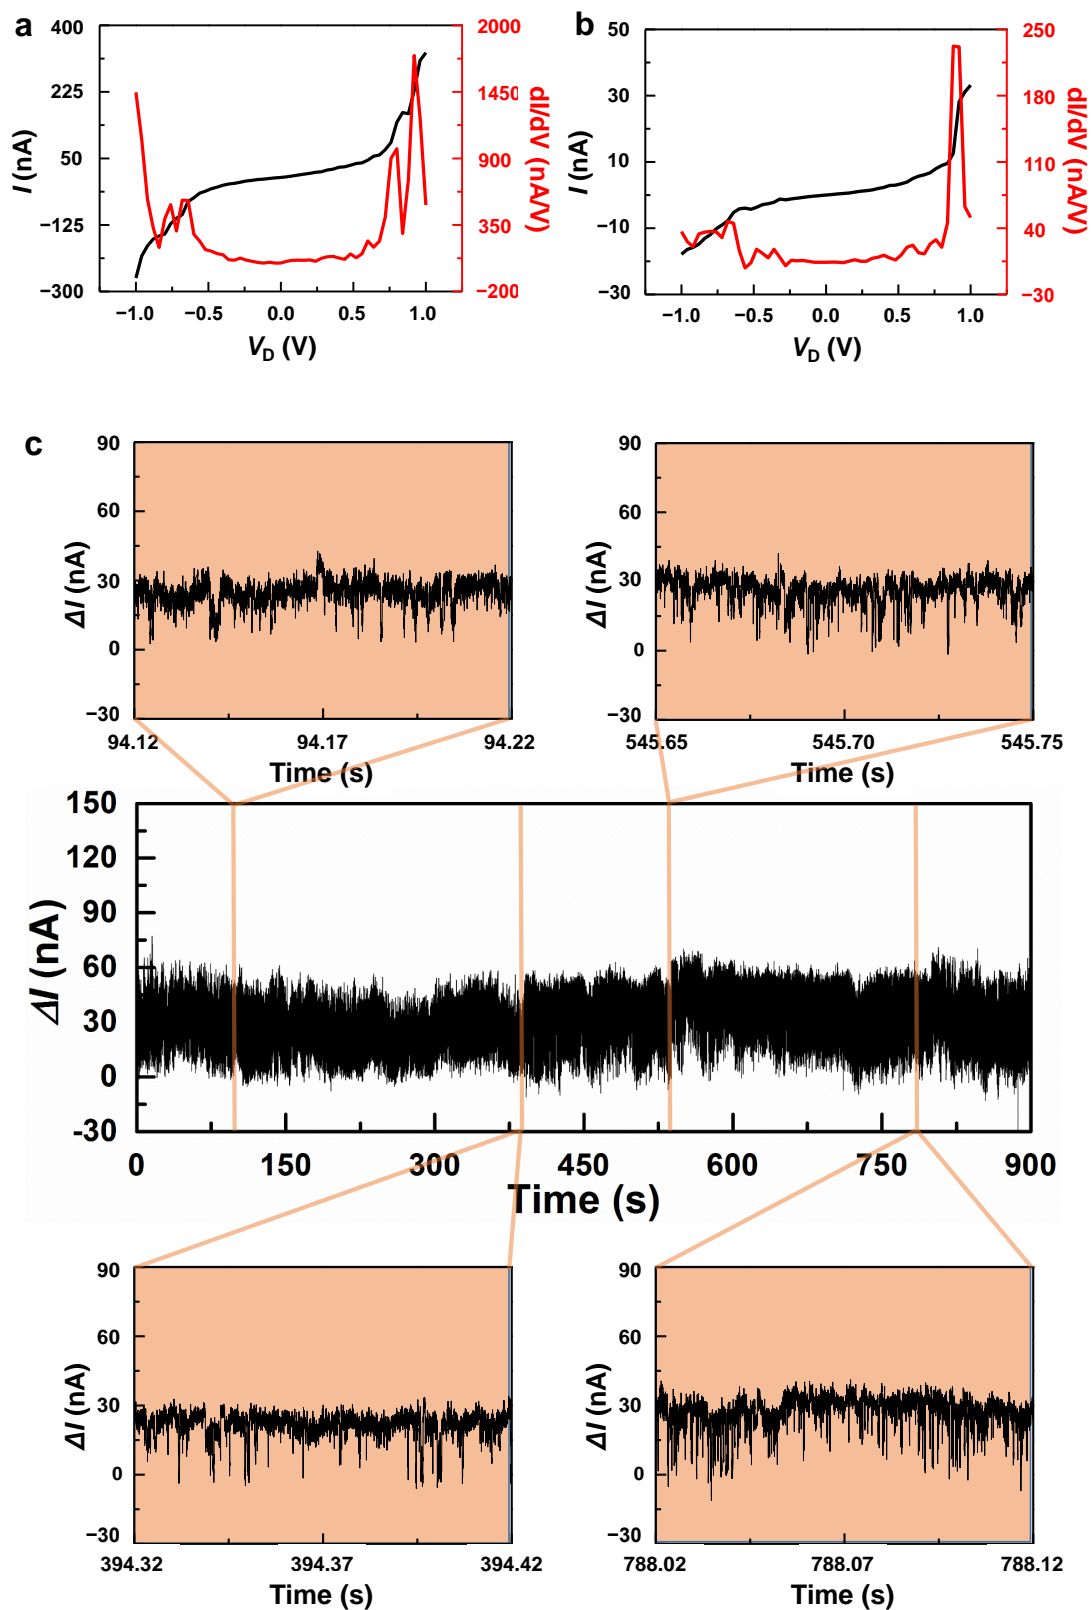 a
400
225
50
−125
−300
I (nA)
2000
1450
900
350
−200
dI/dV (nA/V)
−1.0 −0.5 0.0 0.5 1.0
VD (V)
b
50
30
10
−10
−30
I (nA)
250
180
110
40
−30
dI/dV (nA/V)
−1.0 −0.5 0.0 0.5 1.0
VD (V)
c
90
60
30
0
−30
ΔI (nA)
94.12 94.17 94.22
Time (s)
90
60
30
0
−30
ΔI (nA)
545.65 545.70 545.75
Time (s)
150
120
90
60
30
0
-30
ΔI (nA)
0 150 300 450 600 750 900
Time (s)
90
60
30
0
−30
ΔI (nA)
394.32 394.37 394.42
Time (s)
90
60
30
0
−30
ΔI (nA)
788.02 788.07 788.12
Time (s)